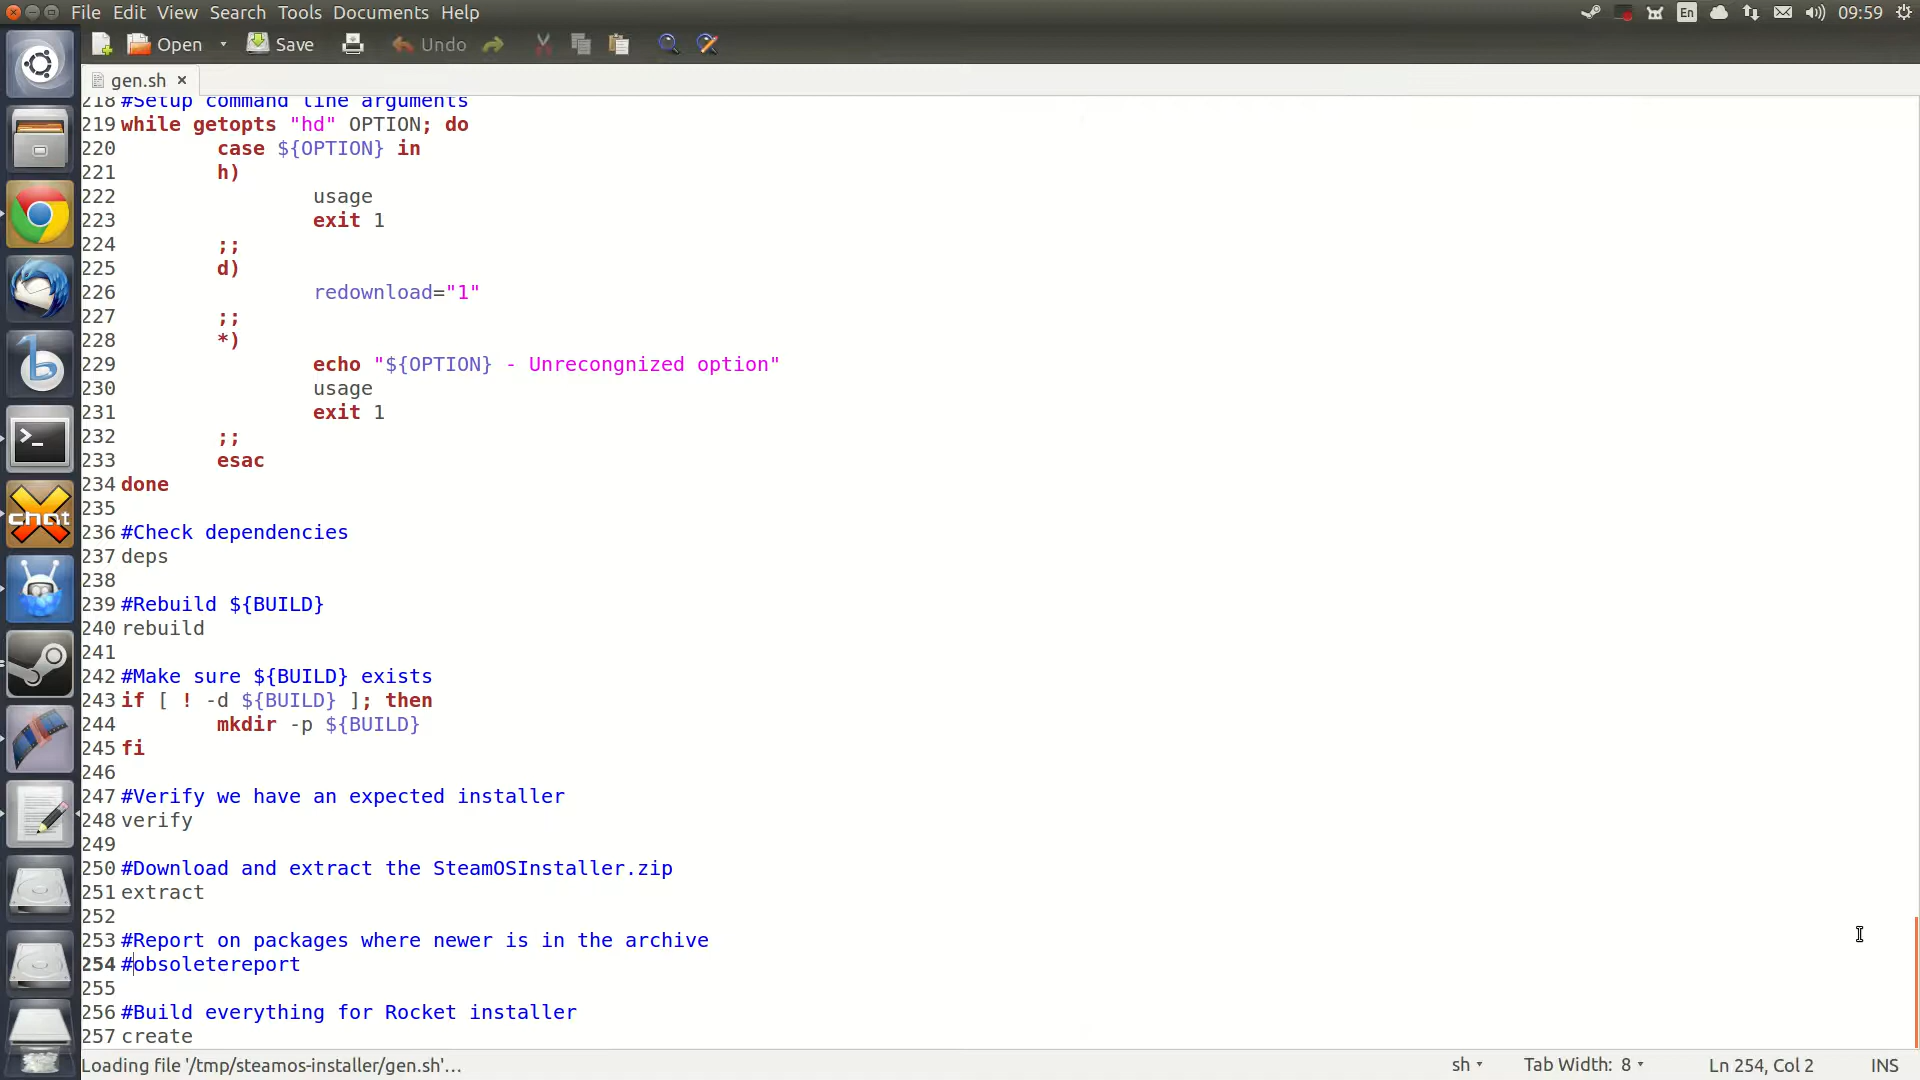 File Edit View Search Tools Documents Help
En 09:59
Open Save Undo
gen.sh ×
218 #Setup command line arguments
219 while getopts "hd" OPTION; do
220 case ${OPTION} in
221 h)
222 usage
223 exit 1
224 ;;
225 d)
226 redownload="1"
227 ;;
228 *)
229 echo "${OPTION} - Unrecongnized option"
230 usage
231 exit 1
232 ;;
233 esac
234 done
235
236 #Check dependencies
237 deps
238
239 #Rebuild ${BUILD}
240 rebuild
241
242 #Make sure ${BUILD} exists
243 if [ ! -d ${BUILD} ]; then
244 mkdir -p ${BUILD}
245 fi
246
247 #Verify we have an expected installer
248 verify
249
250 #Download and extract the SteamOSInstaller.zip
251 extract
252
253 #Report on packages where newer is in the archive
254 #obsoletereport
255
256 #Build everything for Rocket installer
257 create
chat
Loading file '/tmp/steamos-installer/gen.sh'… sh Tab Width: 8 Ln 254, Col 2 INS